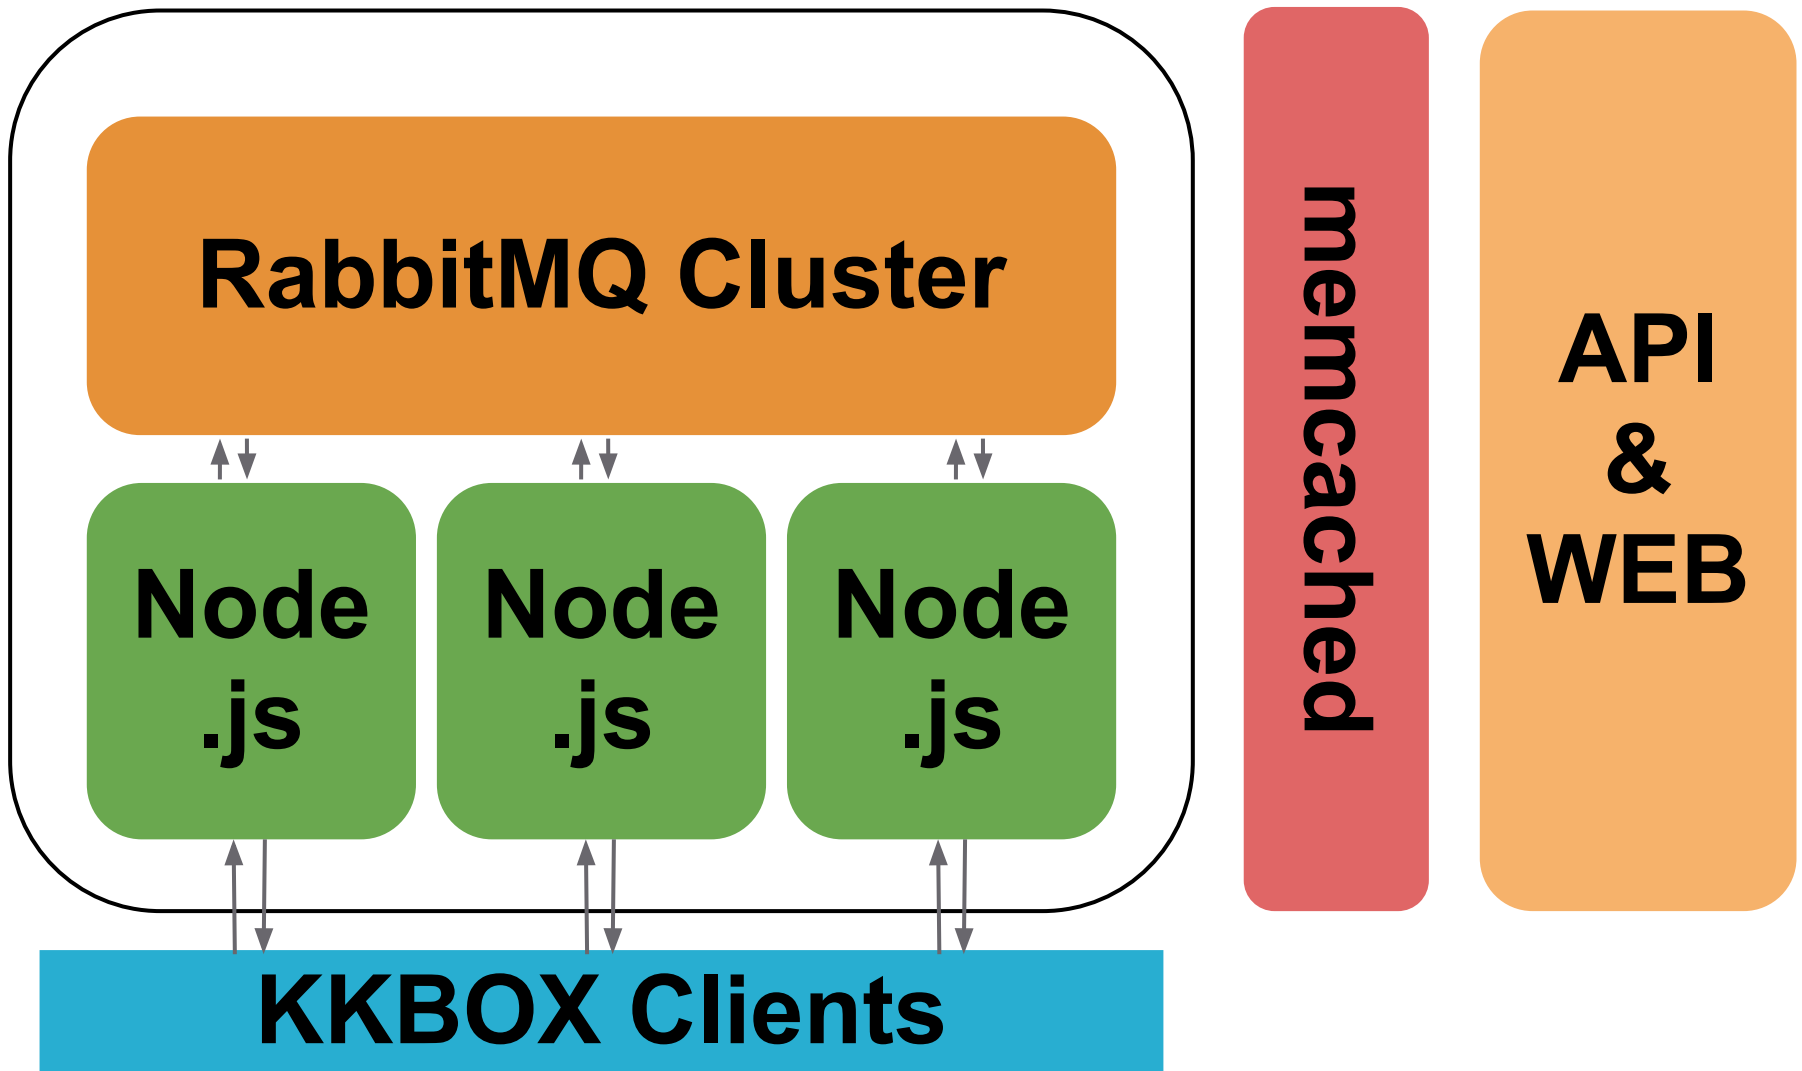 RabbitMQ Cluster
Node
.js
Node
.js
Node
.js
KKBOX Clients
memcached
API
&
WEB